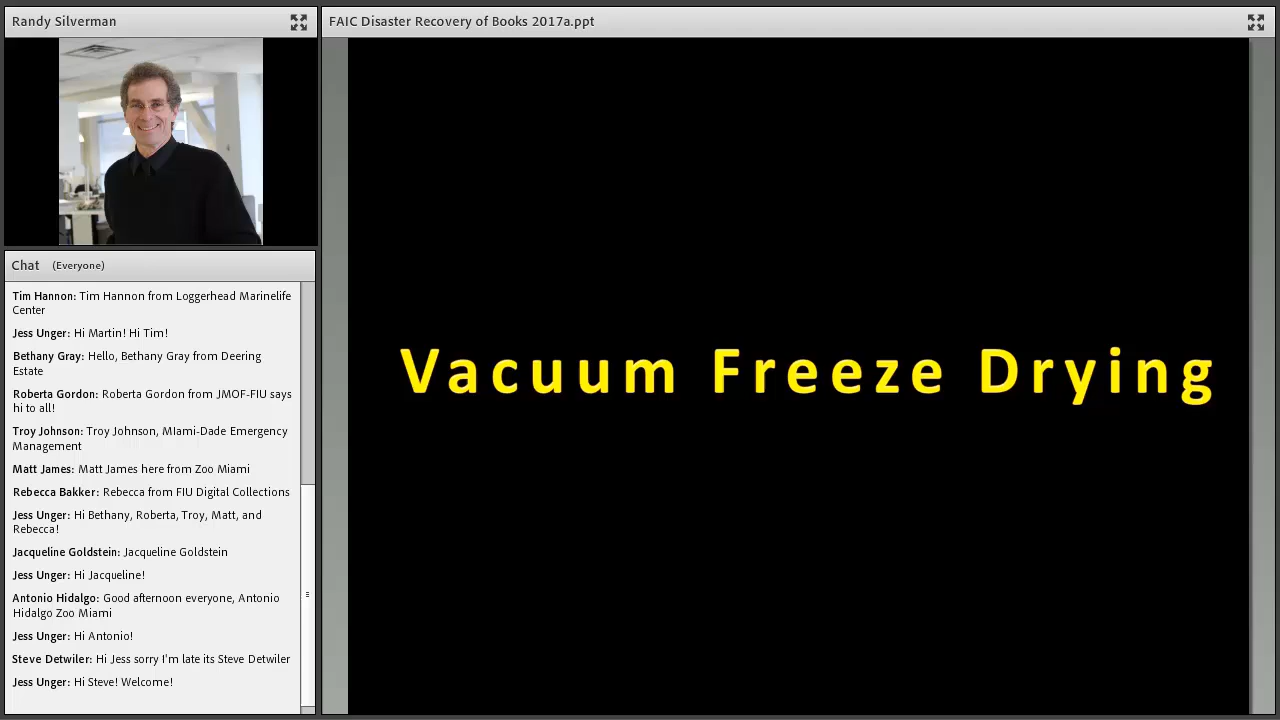 Randy Silverman
FAIC Disaster Recovery of Books 2017a.ppt
Chat (Everyone)
Tim Hannon: Tim Hannon from Loggerhead Marinelife
Center
Jess Unger: Hi Martin! Hi Tim!
Bethany Gray: Hello, Bethany Gray from Deering
Estate
Roberta Gordon: Roberta Gordon from JMOF-FIU says
hi to all!
Troy Johnson: Troy Johnson, MIami-Dade Emergency
Management
Matt James: Matt James here from Zoo Miami
Rebecca Bakker: Rebecca from FIU Digital Collections
Jess Unger: Hi Bethany, Roberta, Troy, Matt, and
Rebecca!
Jacqueline Goldstein: Jacqueline Goldstein
Jess Unger: Hi Jacqueline!
Antonio Hidalgo: Good afternoon everyone, Antonio
Hidalgo Zoo Miami
Jess Unger: Hi Antonio!
Steve Detwiler: Hi Jess sorry I'm late its Steve Detwiler
Jess Unger: Hi Steve! Welcome!
Vacuum Freeze Drying